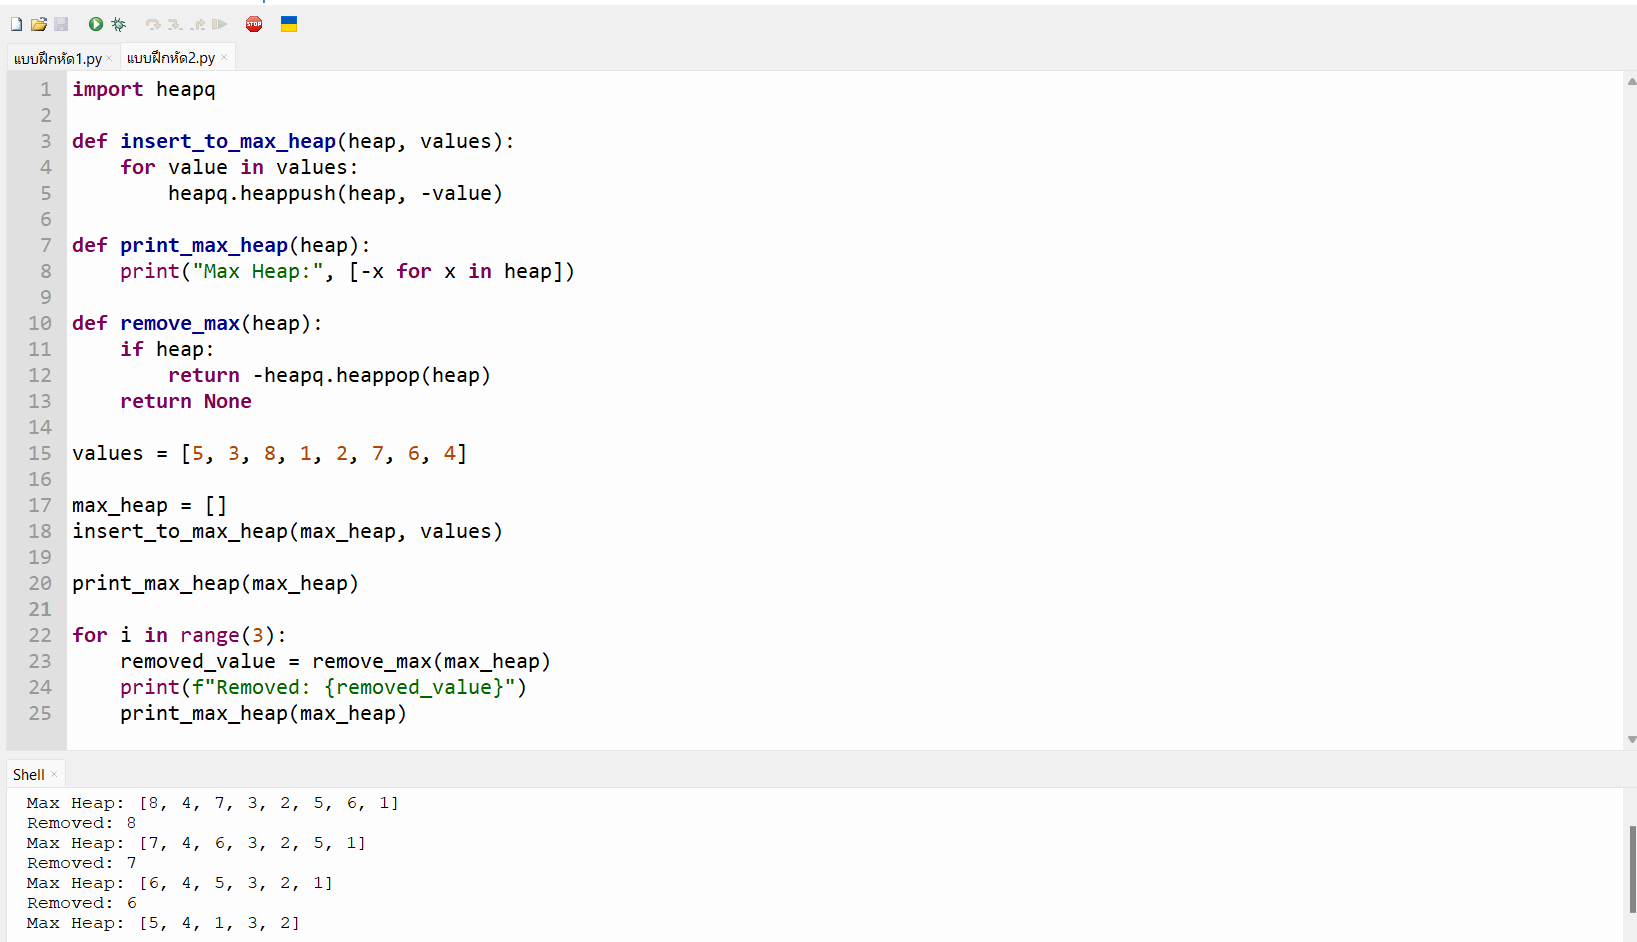 STOP
แบบฝึกหัด1.py × แบบฝึกหัด2.py ×
1 import heapq
2
3 def insert_to_max_heap(heap, values):
4     for value in values:
5         heapq.heappush(heap, -value)
6
7 def print_max_heap(heap):
8     print("Max Heap:", [-x for x in heap])
9
10 def remove_max(heap):
11     if heap:
12         return -heapq.heappop(heap)
13     return None
14
15 values = [5, 3, 8, 1, 2, 7, 6, 4]
16
17 max_heap = []
18 insert_to_max_heap(max_heap, values)
19
20 print_max_heap(max_heap)
21
22 for i in range(3):
23     removed_value = remove_max(max_heap)
24     print(f"Removed: {removed_value}")
25     print_max_heap(max_heap)
Shell ×
Max Heap: [8, 4, 7, 3, 2, 5, 6, 1]
Removed: 8
Max Heap: [7, 4, 6, 3, 2, 5, 1]
Removed: 7
Max Heap: [6, 4, 5, 3, 2, 1]
Removed: 6
Max Heap: [5, 4, 1, 3, 2]